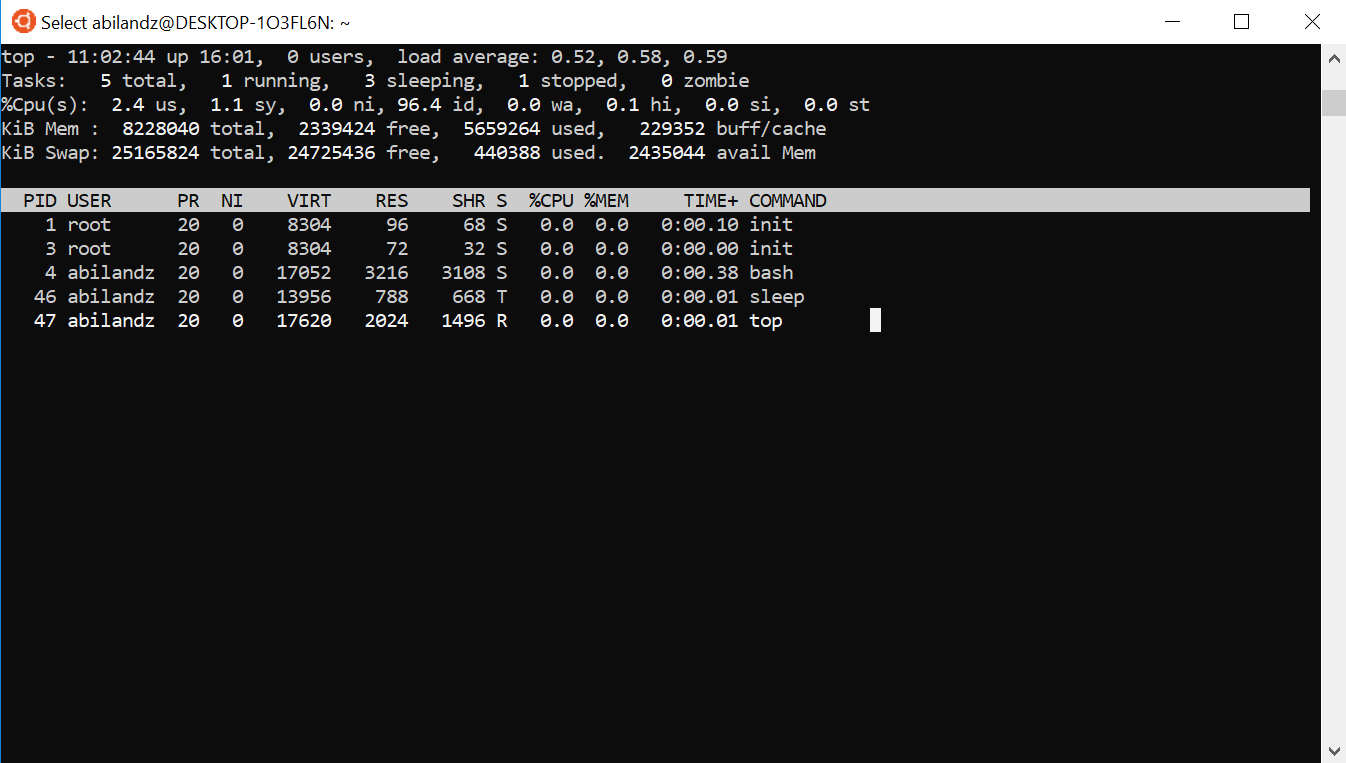 Select abilandz@DESKTOP-1O3FL6N: ~
top - 11:02:44 up 16:01,  0 users,  load average: 0.52, 0.58, 0.59
Tasks:   5 total,   1 running,   3 sleeping,   1 stopped,   0 zombie
%Cpu(s):  2.4 us,  1.1 sy,  0.0 ni, 96.4 id,  0.0 wa,  0.1 hi,  0.0 si,  0.0 st
KiB Mem :  8228040 total,  2339424 free,  5659264 used,   229352 buff/cache
KiB Swap: 25165824 total, 24725436 free,   440388 used.  2435044 avail Mem
  PID USER      PR  NI    VIRT    RES    SHR S  %CPU %MEM     TIME+ COMMAND
    1 root      20   0    8304     96     68 S   0.0  0.0   0:00.10 init
    3 root      20   0    8304     72     32 S   0.0  0.0   0:00.00 init
    4 abilandz  20   0   17052   3216   3108 S   0.0  0.0   0:00.38 bash
   46 abilandz  20   0   13956    788    668 T   0.0  0.0   0:00.01 sleep
   47 abilandz  20   0   17620   2024   1496 R   0.0  0.0   0:00.01 top